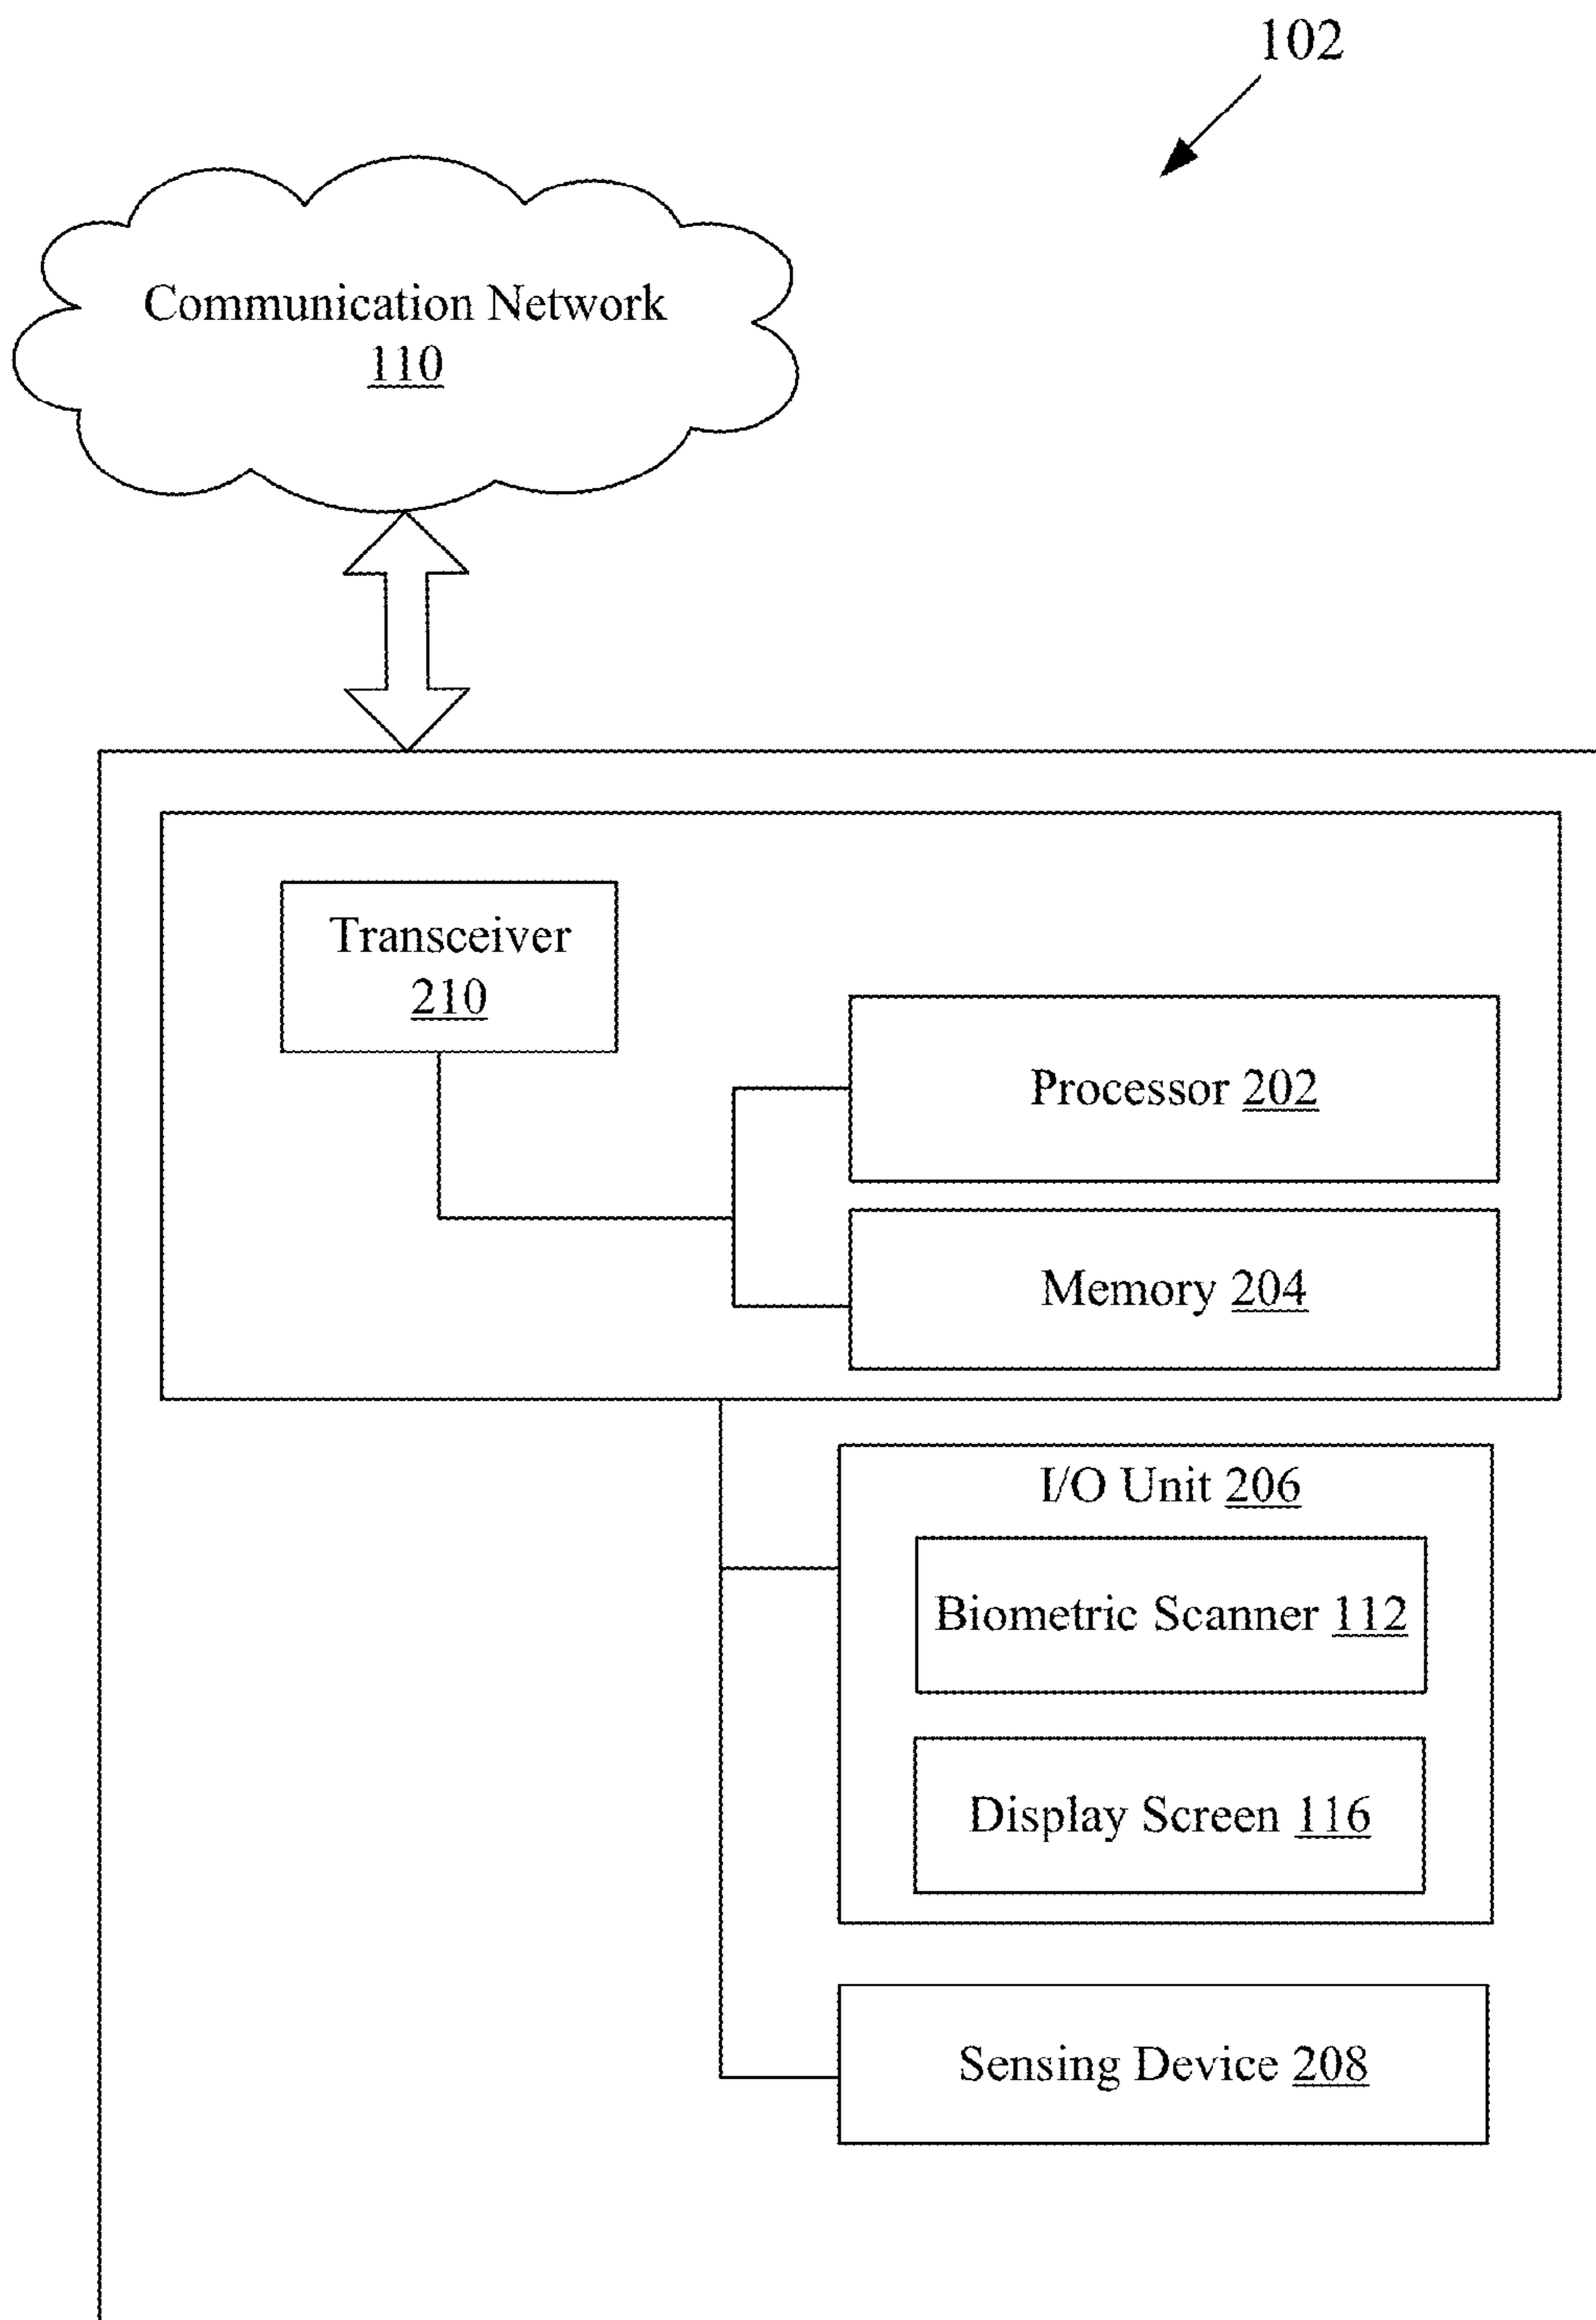 102
Communication Network
110
Transceiver
210
Processor 202
Memory 204
I/O Unit 206
Biometric Scanner 112
Display Screen 116
Sensing Device 208